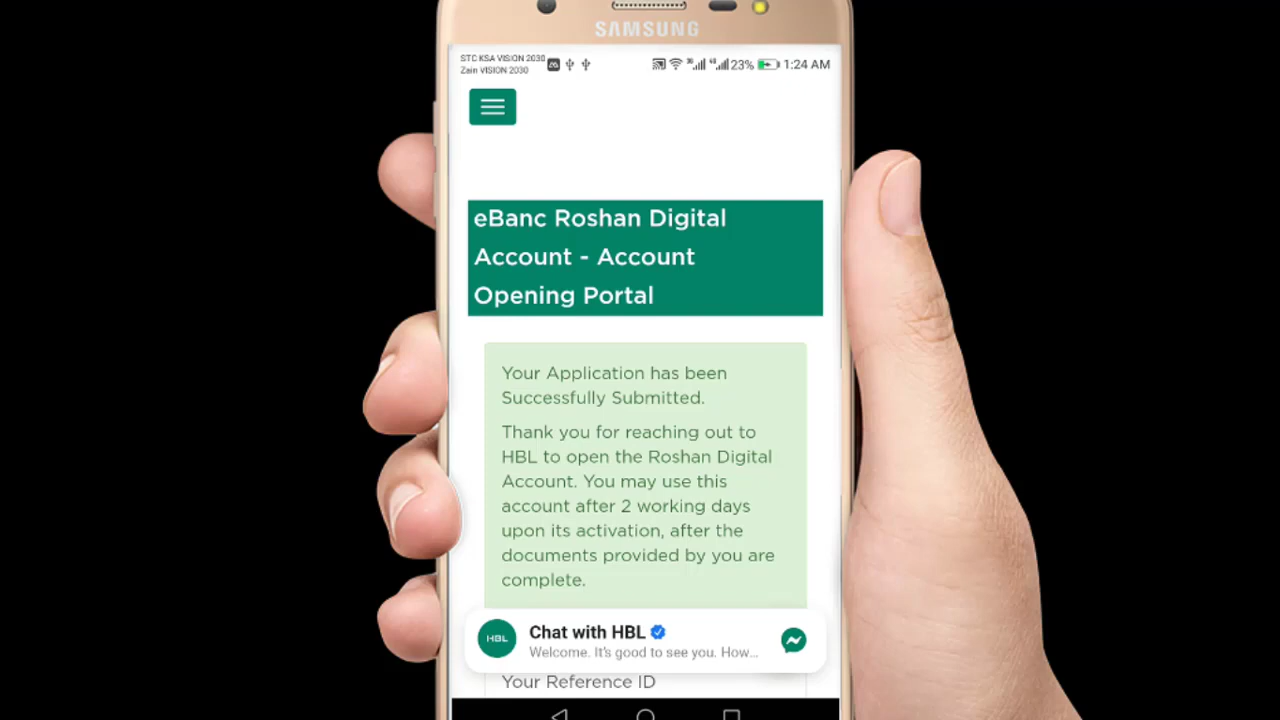 SAMSUNG
STC KSA VISION 2030
Zain VISION 2030
23% 1:24 AM
eBanc Roshan Digital
Account - Account
Opening Portal
Your Application has been
Successfully Submitted.
Thank you for reaching out to
HBL to open the Roshan Digital
Account. You may use this
account after 2 working days
upon its activation, after the
documents provided by you are
complete.
HBL
Chat with HBL
Welcome. It's good to see you. How...
Your Reference ID